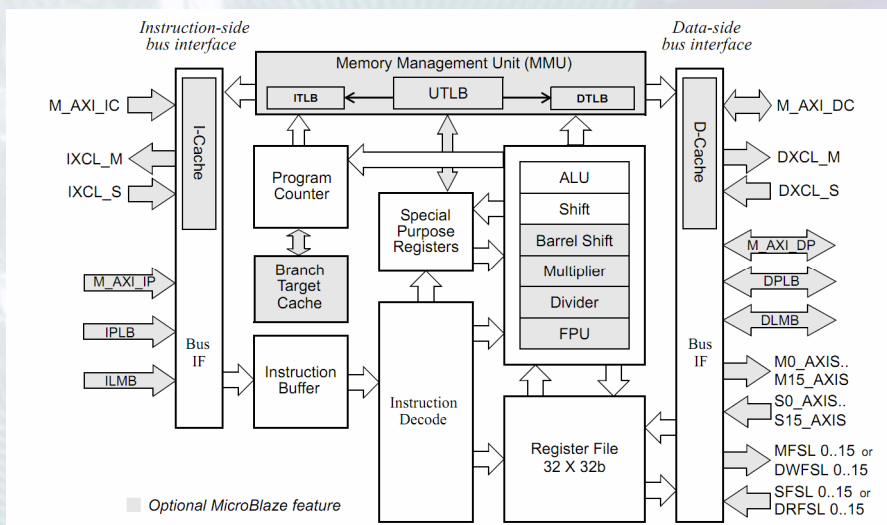 Instruction-side
bus interface
Data-side
bus interface
Memory Management Unit (MMU)
ITLB
UTLB
DTLB
M_AXI_IC
IXCL_M
IXCL_S
M_AXI_IP
IPLB
ILMB
I-Cache
Bus
IF
Program
Counter
Branch
Target
Cache
Instruction
Buffer
Special
Purpose
Registers
Instruction
Decode
ALU
Shift
Barrel Shift
Multiplier
Divider
FPU
Register File
32 X 32b
D-Cache
Bus
IF
M_AXI_DC
DXCL_M
DXCL_S
M_AXI_DP
DPLB
DLMB
M0_AXIS..
M15_AXIS
S0_AXIS..
S15_AXIS
MFSL 0..15 or
DWFSL 0..15
SFSL 0..15 or
DRFSL 0..15
Optional MicroBlaze feature